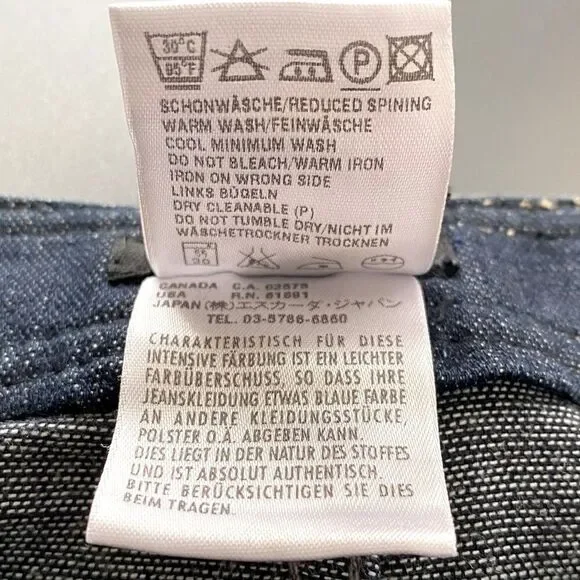 30°C
95°F
P
SCHONWÄSCHE/REDUCED SPINING
WARM WASH/FEINWÄSCHE
COOL MINIMUM WASH
DO NOT BLEACH/WARM IRON
IRON ON WRONG SIDE
LINKS BÜGELN
DRY CLEANABLE (P)
DO NOT TUMBLE DRY/NICHT IM
WÄSCHETROCKNER TROCKNEN
CANADA C.A.
USA R.N.
JAPAN (株)エスカーダ・ジャパン
TEL. 03-5786-6860
CHARAKTERISTISCH FÜR DIESE
INTENSIVE FÄRBUNG IST EIN LEICHTER
FARBÜBERSCHUSS, SO DASS IHRE
JEANSKLEIDUNG ETWAS BLAUE FARBE
AN ANDERE KLEIDUNGSSTÜCKE,
POLSTER O.Ä. ABGEBEN KANN.
DIES LIEGT IN DER NATUR DES STOFFES
UND IST ABSOLUT AUTHENTISCH.
BITTE BERÜCKSICHTIGEN SIE DIES
BEIM TRAGEN.